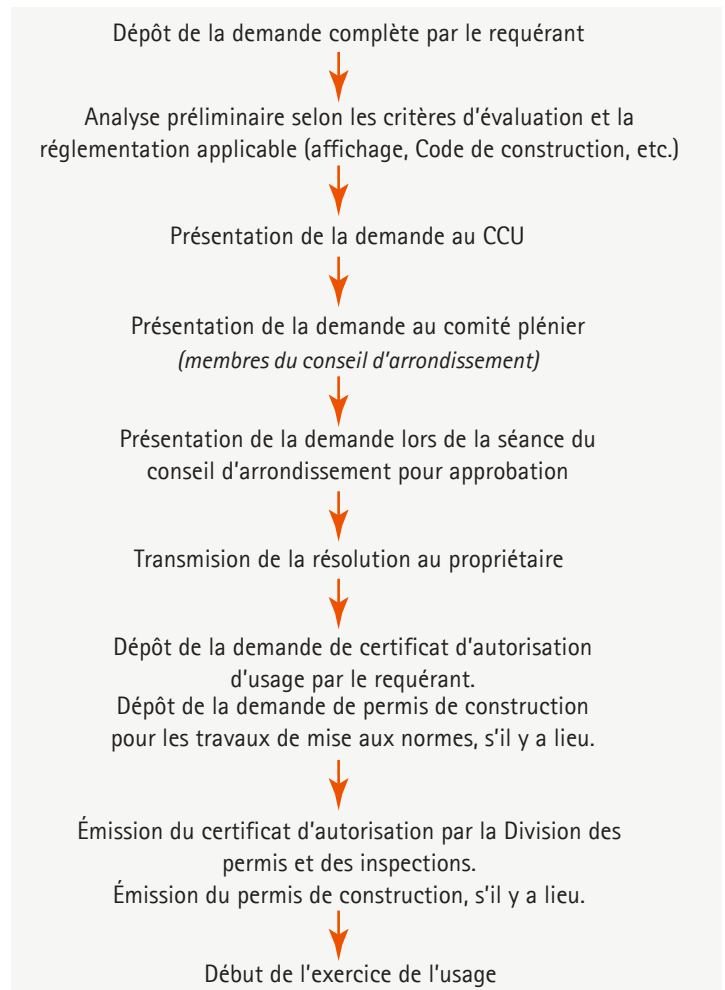 Dépôt de la demande complète par le requérant
Analyse préliminaire selon les critères d'évaluation et la
réglementation applicable (affichage, Code de construction, etc.)
Présentation de la demande au CCU
Présentation de la demande au comité plénier
(membres du conseil d'arrondissement)
Présentation de la demande lors de la séance du
conseil d'arrondissement pour approbation
Transmision de la résolution au propriétaire
Dépôt de la demande de certificat d'autorisation
d'usage par le requérant.
Dépôt de la demande de permis de construction
pour les travaux de mise aux normes, s'il y a lieu.
Émission du certificat d'autorisation par la Division des
permis et des inspections.
Émission du permis de construction, s'il y a lieu.
Début de l'exercice de l'usage